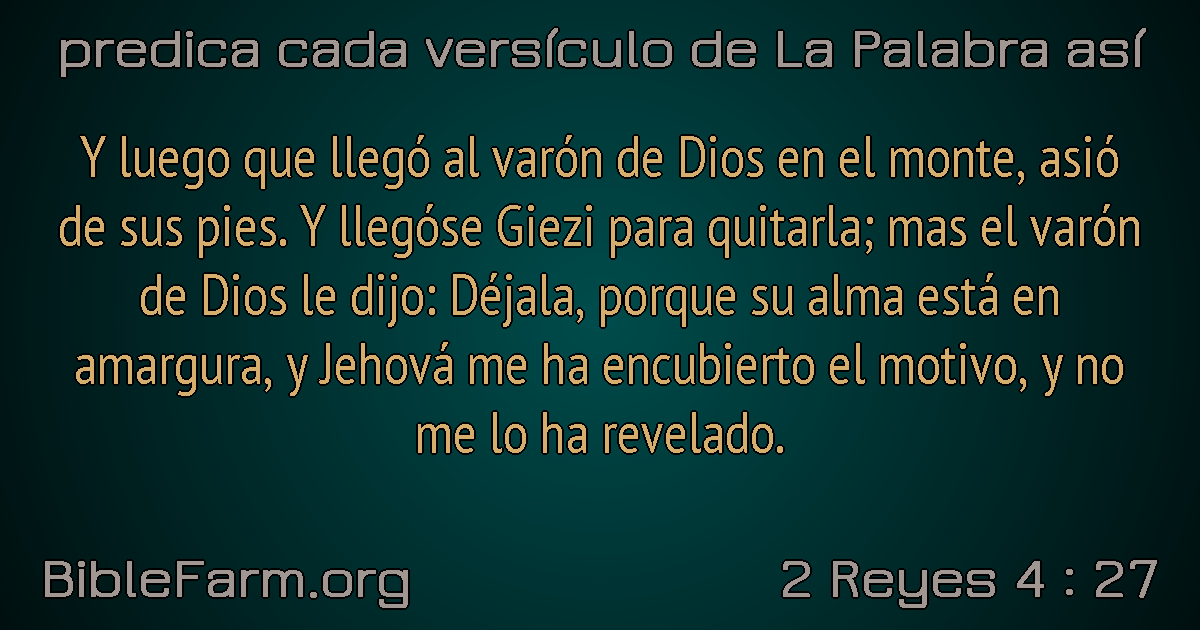 predica cada versículo de La Palabra así
Y luego que llegó al varón de Dios en el monte, asió
de sus pies. Y llegóse Giezi para quitarla; mas el varón
de Dios le dijo: Déjala, porque su alma está en
amargura, y Jehová me ha encubierto el motivo, y no
me lo ha revelado.
BibleFarm.org
2 Reyes 4 : 27